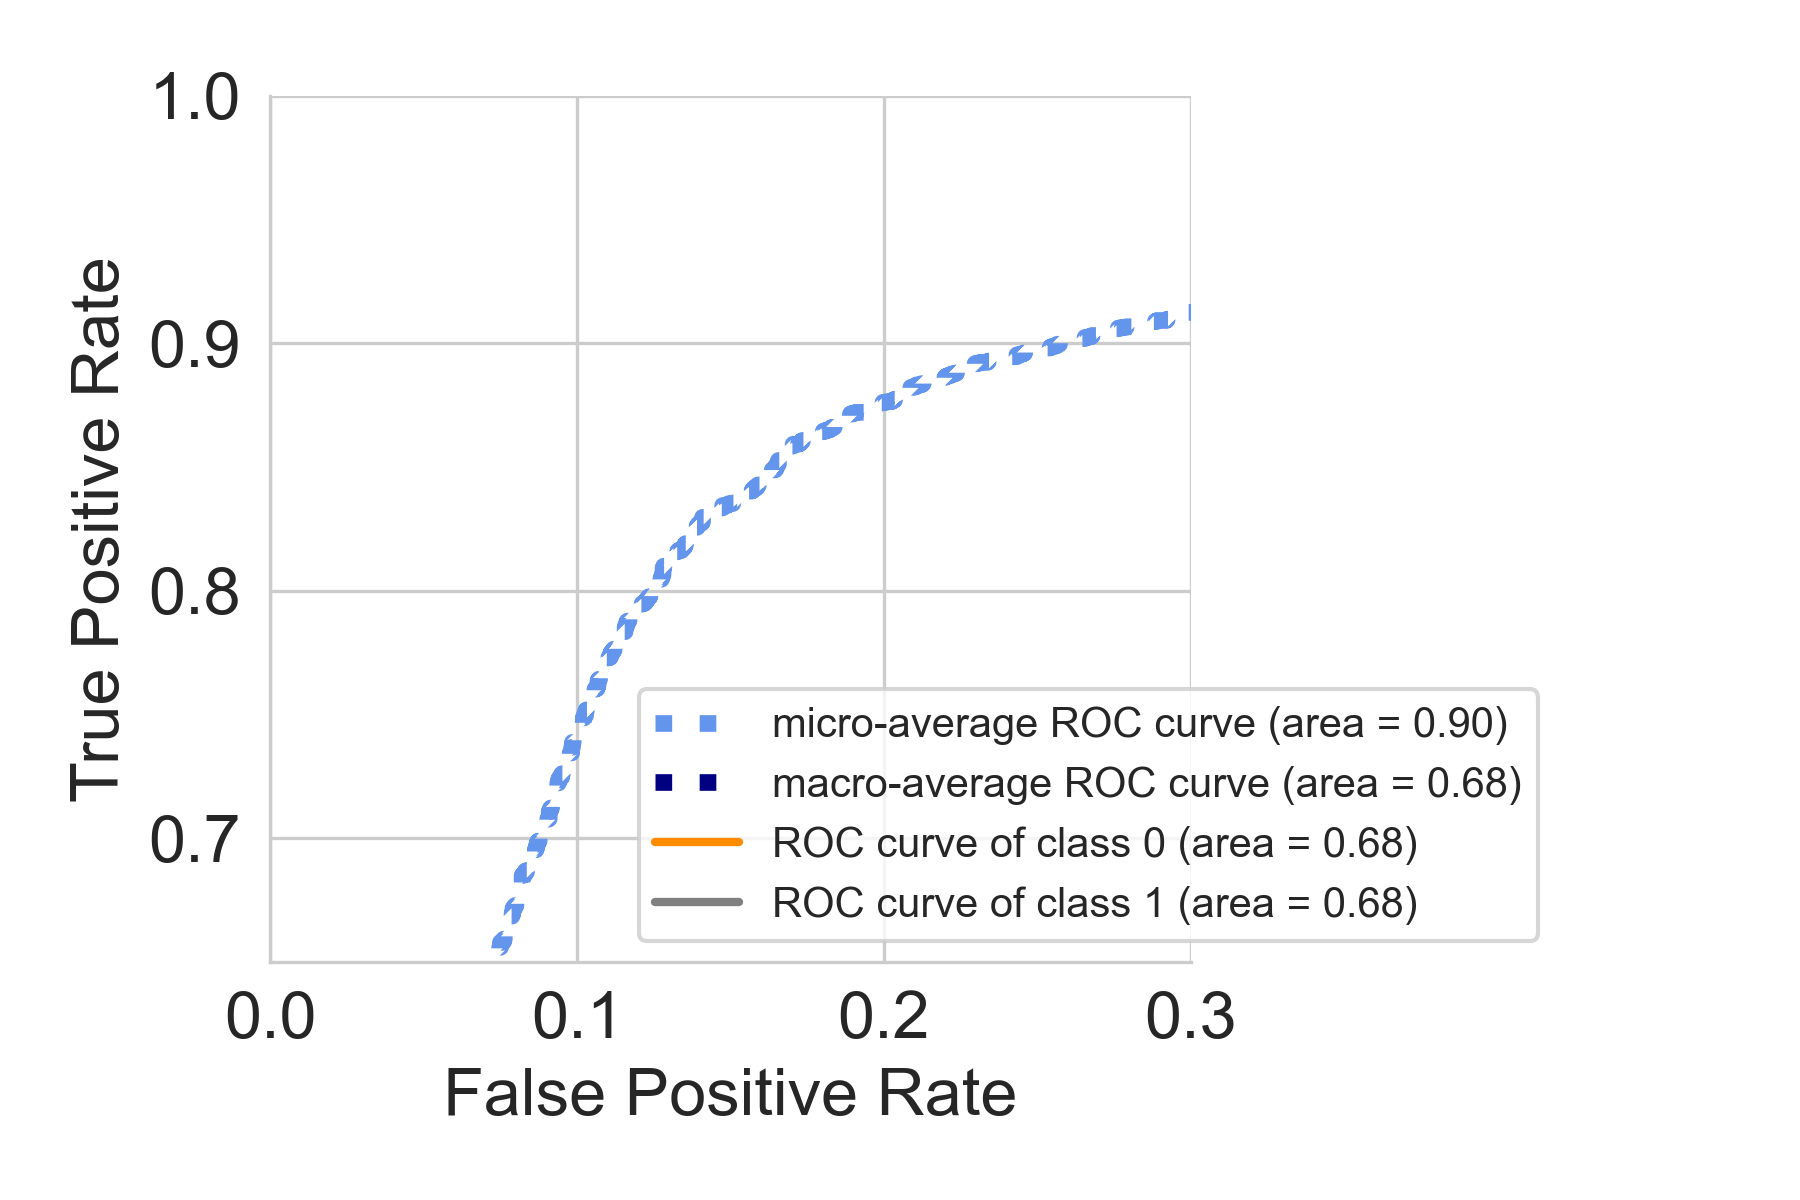 1.0
0.9
0.8
0.7
True Positive Rate
micro-average ROC curve (area = 0.90)
macro-average ROC curve (area = 0.68)
ROC curve of class 0 (area = 0.68)
ROC curve of class 1 (area = 0.68)
0.0 0.1 0.2 0.3
False Positive Rate